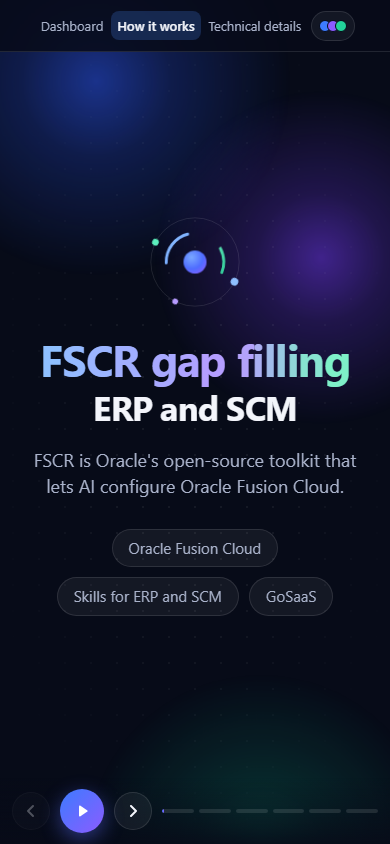 Dashboard How it works Technical details
FSCR gap filling
ERP and SCM
FSCR is Oracle's open-source toolkit that
lets AI configure Oracle Fusion Cloud.
Oracle Fusion Cloud
Skills for ERP and SCM GoSaaS